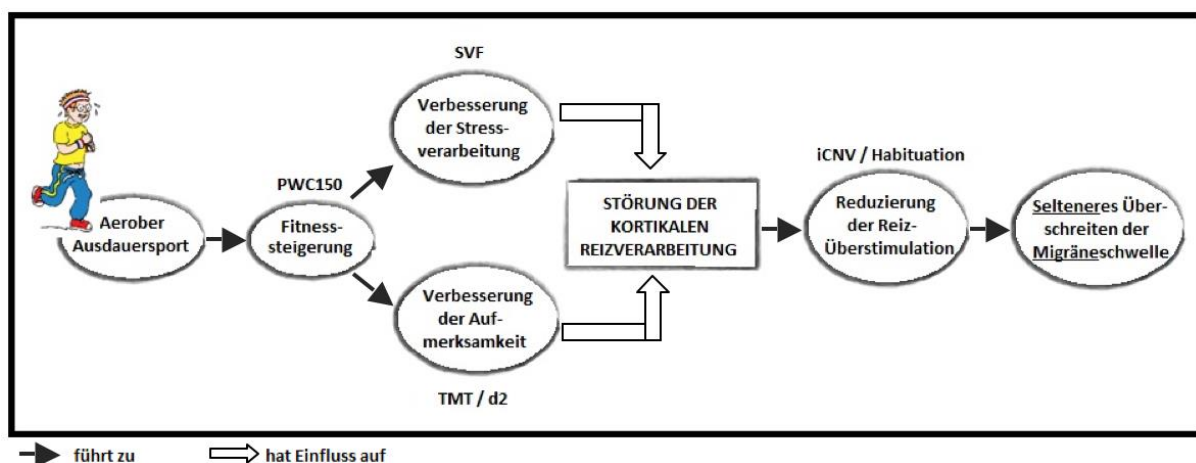 SVF
Verbesserung
der Stress-
verarbeitung
PWC150
Aerober
Ausdauersport
Fitness-
steigerung
Verbesserung
der Auf-
merksamkeit
TMT / d2
STÖRUNG DER
KORTIKALEN
REIZVERARBEITUNG
iCNV / Habituation
Reduzierung
der Reiz-
Überstimulation
Selteneres Über-
schreiten der
Migräneschwelle
führt zu
hat Einfluss auf